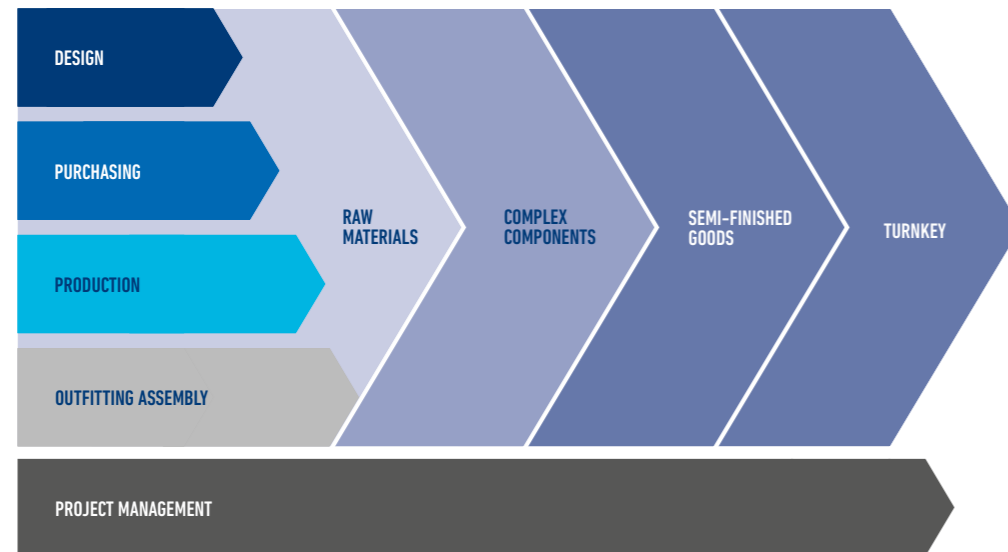 DESIGN
PURCHASING
PRODUCTION
OUTFITTING ASSEMBLY
RAW
MATERIALS
COMPLEX
COMPONENTS
SEMI-FINISHED
GOODS
TURNKEY
PROJECT MANAGEMENT